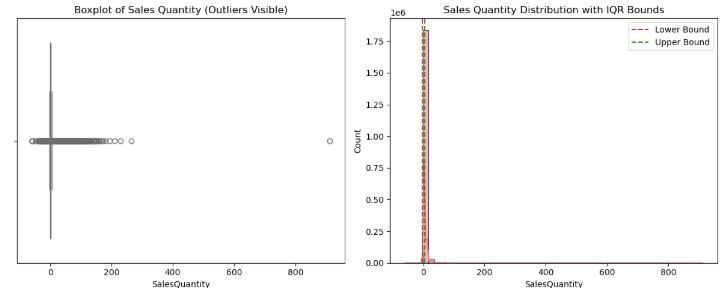 Boxplot of Sales Quantity (Outliers Visible)
0 200 400 600 800
SalesQuantity
Sales Quantity Distribution with IQR Bounds
1e6
Lower Bound
Upper Bound
1.75
1.50
1.25
1.00
0.75
0.50
0.25
0.00
Count
0 200 400 600 800
SalesQuantity